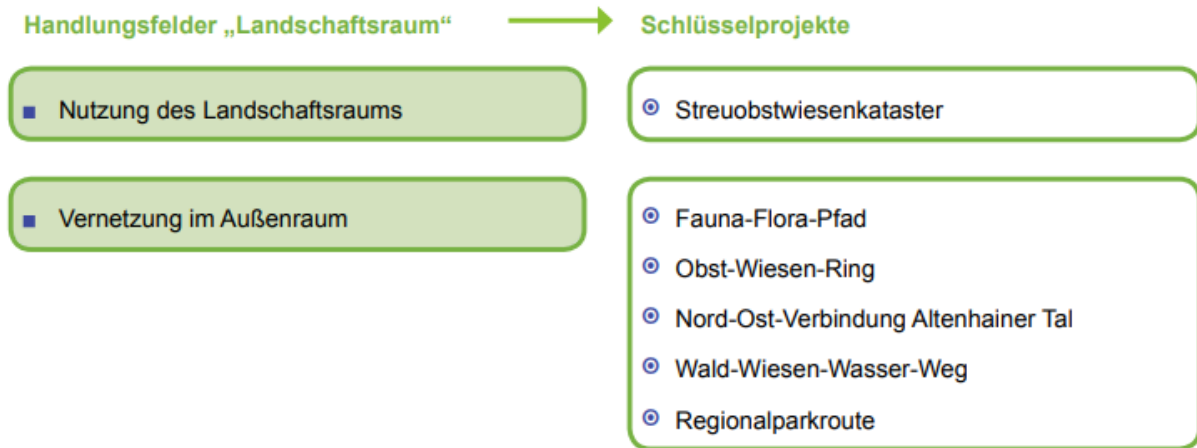 Handlungsfelder „Landschaftsraum“
Schlüsselprojekte
Nutzung des Landschaftsraums
Streuobstwiesenkataster
Vernetzung im Außenraum
Fauna-Flora-Pfad
Obst-Wiesen-Ring
Nord-Ost-Verbindung Altenhainer Tal
Wald-Wiesen-Wasser-Weg
Regionalparkroute